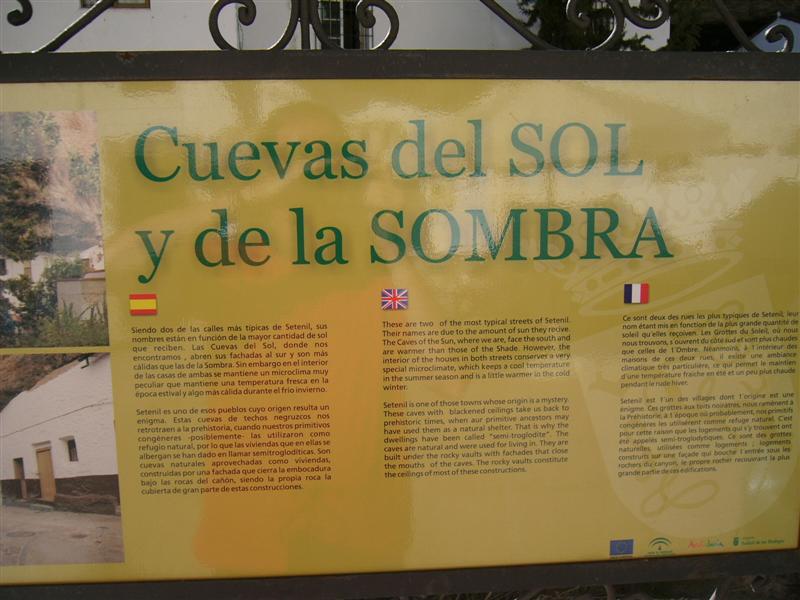 Cuevas del SOL
y de la SOMBRA
Siendo dos de las calles más típicas de Setenil, sus
nombres están en función de la mayor cantidad de sol
que reciben. Las Cuevas del Sol, donde nos
encontramos , abren sus fachadas al sur y son más
cálidas que las de la Sombra. Sin embargo en el interior
de las casas de ambas se mantiene un microclima muy
peculiar que mantiene una temperatura fresca en la
época estival y algo más cálida durante el frio invierno.
Setenil es uno de esos pueblos cuyo origen resulta un
enigma. Estas cuevas de techos negruzcos nos
retrotraen a la prehistoria, cuando nuestros primitivos
congéneres -posiblemente- las utilizaron como
refugio natural, por lo que las viviendas que en ellas se
albergan se han dado en llamar semitrogloditicas. Son
cuevas naturales aprovechadas como viviendas,
construidas por una fachada que cierra la embocadura
bajo las rocas del cañón, siendo la propia roca la
cubierta de gran parte de estas construcciones.
These are two of the most typical streets of Setenil.
Their names are due to the amount of sun they recive.
The Caves of the Sun, where we are, face the south and
are warmer than those of the Shade. However, the
interior of the houses in both streets conserves a very
special microclimate, which keeps a cool temperature
in the summer season and is a little warmer in the cold
winter.
Setenil is one of those towns whose origin is a mystery.
These caves with blackened ceilings take us back to
prehistoric times, when aur primitive ancestors may
have used them as a natural shelter. That is why the
dwellings have been called "semi-troglodite". The
caves are natural and were used for living in. They are
built under the rocky vaults with fachades that close
the mouths of the caves. The rocky vaults constitute
the ceilings of most of these constructions.
Ce sont deux des rues les plus typiques de Setenil, leur
nom étant mis en fonction de la plus grande quantité de
soleil qu'elles reçoivent. Les Grottes du Soleil, où nous
nous trouvons, s ouvrent du côté sud et sont plus chaudes
que celles de l'Ombre. Néanmoins, à l'intérieur des
maisons de ces deux rues, il existe une ambiance
climatique très particulière, ce qui permet le maintien
d'une température fraiche en été et un peu plus chaude
pendant le rude hiver.
Setenil est l'un des villages dont l origine est une
énigme. Ces grottes aux toits noiratres, nous ramènent à
la Préhistoire, à l époque où probablement, nos primitifs
congénères les utilisèrent comme refuge naturel. C'est
pour cette raison que les logements qui s'y trouvent ont
été appelés semi-troglodytiques. Ce sont des grottes
naturelles, utilisées comme logements ; logements
construits sur une façade qui bouche l'entrée sous les
rochers du canyon, le propre rocher recouvrant la plus
grande partie de ces édifications.
Andalucía